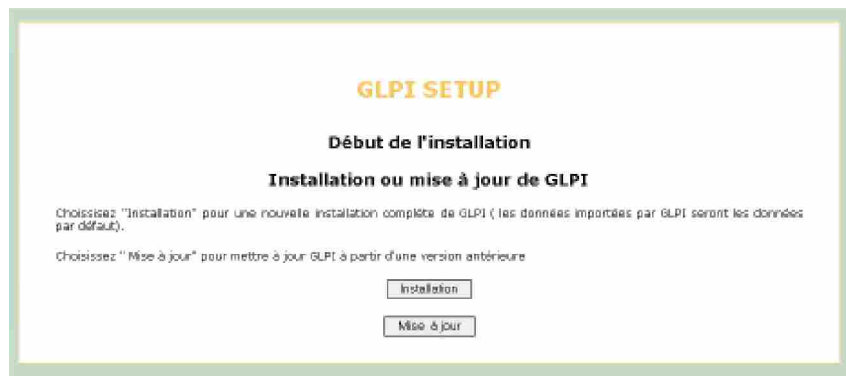 GLPI SETUP
Début de l'installation
Installation ou mise à jour de GLPI
Choississez "Installation" pour une nouvelle installation complète de GLPI ( les données importées par GLPI seront les données
par défaut).
Choisissez " Mise à jour" pour mettre à jour GLPI à partir d'une version antérieure
Installation
Mise à jour